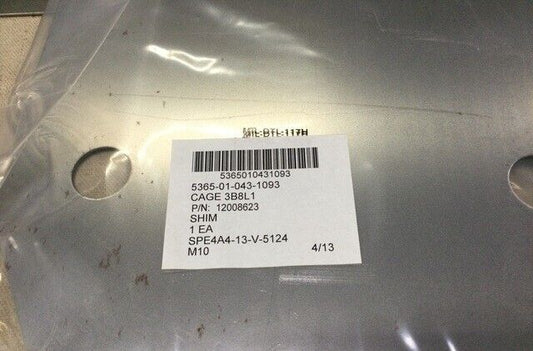 MIL-DTL-117H
5365010431093
5365-01-043-1093
CAGE 3B8L1
P/N: 12008623
SHIM
1 EA
SPE4A4-13-V-5124
M10 4/13